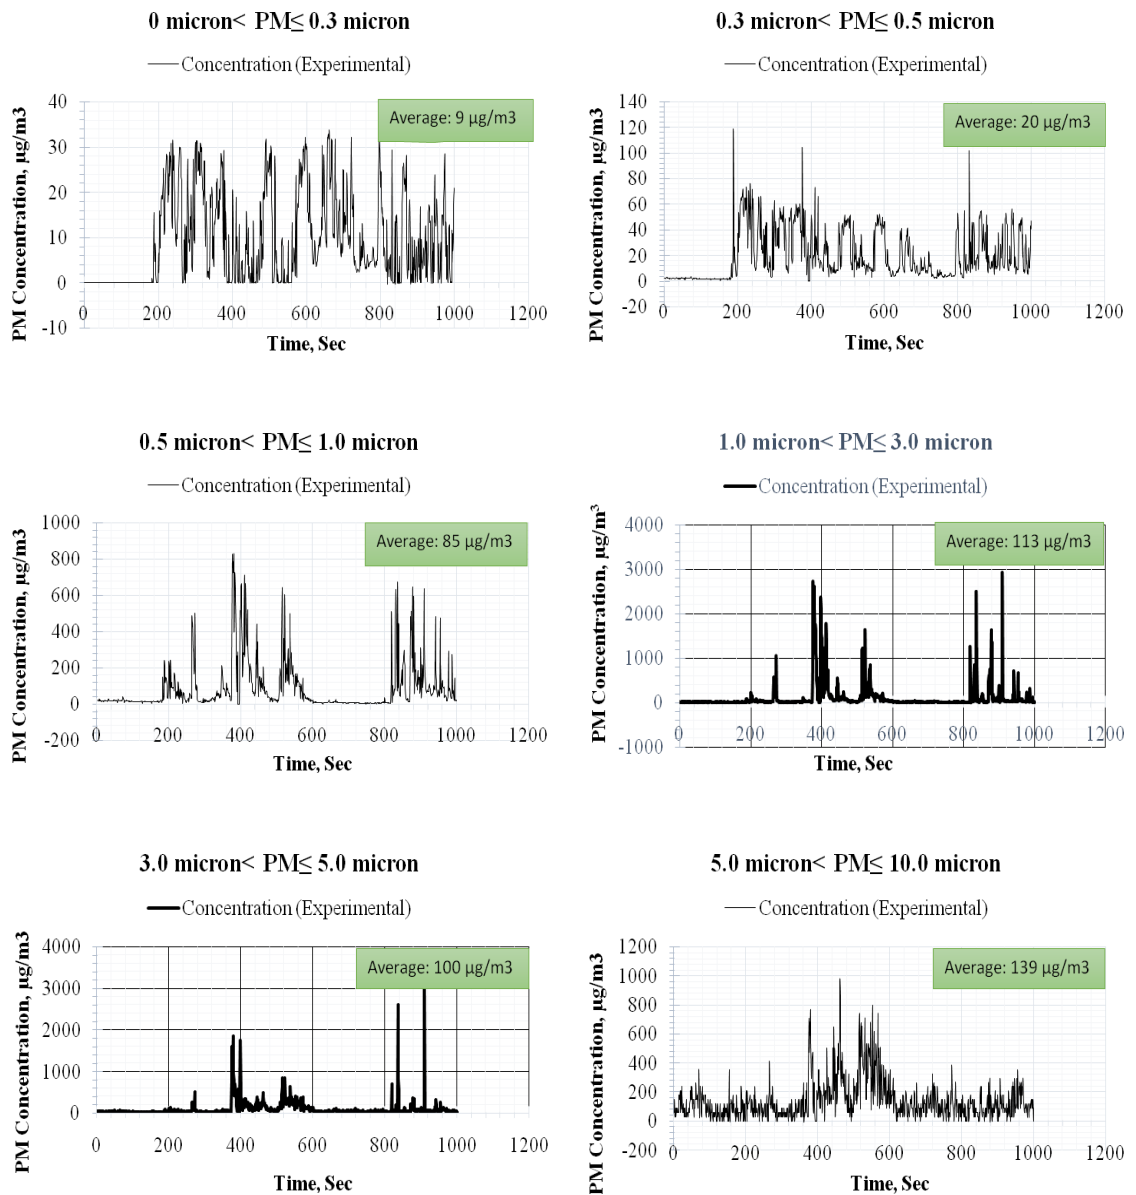 0 micron< PM≤ 0.3 micron
Concentration (Experimental)
PM Concentration, µg/m3
40
30
20
10
0
-10
Average: 9 µg/m3
0 200 400 600 800 1000 1200
Time, Sec
0.3 micron< PM≤ 0.5 micron
Concentration (Experimental)
PM Concentration, µg/m3
140
120
100
80
60
40
20
0
-20
Average: 20 µg/m3
0 200 400 600 800 1000 1200
Time, Sec
0.5 micron< PM≤ 1.0 micron
Concentration (Experimental)
PM Concentration, µg/m3
1000
800
600
400
200
0
-200
Average: 85 µg/m3
0 200 400 600 800 1000 1200
Time, Sec
1.0 micron< PM≤ 3.0 micron
Concentration (Experimental)
PM Concentration, µg/m³
4000
3000
2000
1000
0
-1000
Average: 113 µg/m3
0 200 400 600 800 1000 1200
Time, Sec
3.0 micron< PM≤ 5.0 micron
Concentration (Experimental)
PM Concentration, µg/m3
4000
3000
2000
1000
0
Average: 100 µg/m3
0 200 400 600 800 1000 1200
Time, Sec
5.0 micron< PM≤ 10.0 micron
Concentration (Experimental)
PM Concentration, µg/m3
1200
1000
800
600
400
200
0
-200
Average: 139 µg/m3
0 200 400 600 800 1000 1200
Time, Sec